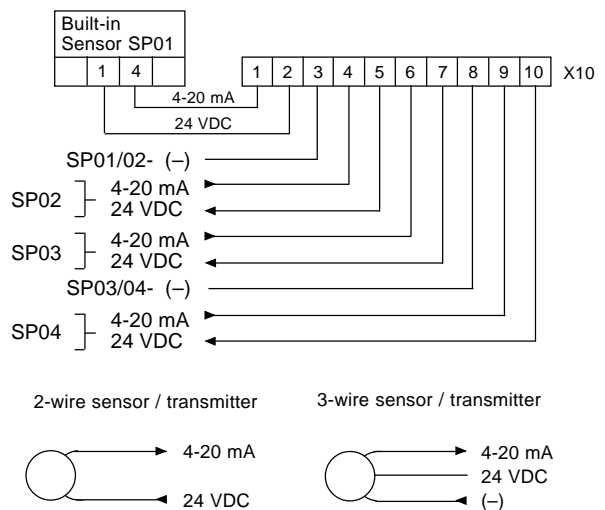 Built-in
Sensor SP01
1 4
1 2 3 4 5 6 7 8 9 10 X10
4-20 mA
24 VDC
SP01/02- (–)
SP02
4-20 mA
24 VDC
SP03
4-20 mA
24 VDC
SP03/04- (–)
SP04
4-20 mA
24 VDC
2-wire sensor / transmitter
4-20 mA
24 VDC
3-wire sensor / transmitter
4-20 mA
24 VDC
(–)